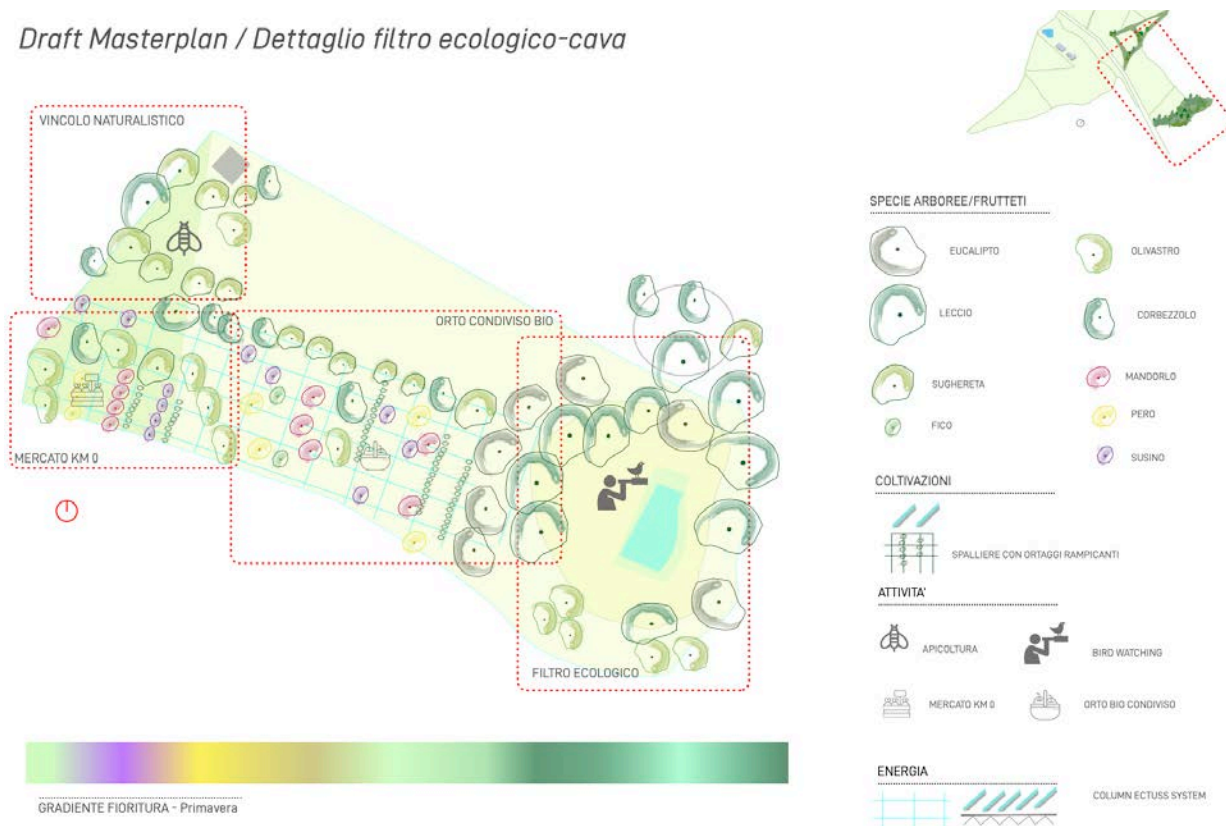 Draft Masterplan / Dettaglio filtro ecologico-cava
VINCOLO NATURALISTICO
ORTO CONDIVISO BIO
MERCATO KM 0
FILTRO ECOLOGICO
GRADIENTE FIORITURA - Primavera
SPECIE ARBOREE/FRUTTETI
EUCALIPTO
OLIVASTRO
LECCIO
CORBEZZOLO
SUGHERETA
MANDORLO
FICO
PERO
SUSINO
COLTIVAZIONI
SPALLIERE CON ORTAGGI RAMPICANTI
ATTIVITA'
APICOLTURA
BIRD WATCHING
MERCATO KM 0
ORTO BIO CONDIVISO
ENERGIA
COLUMN ECTUSS SYSTEM